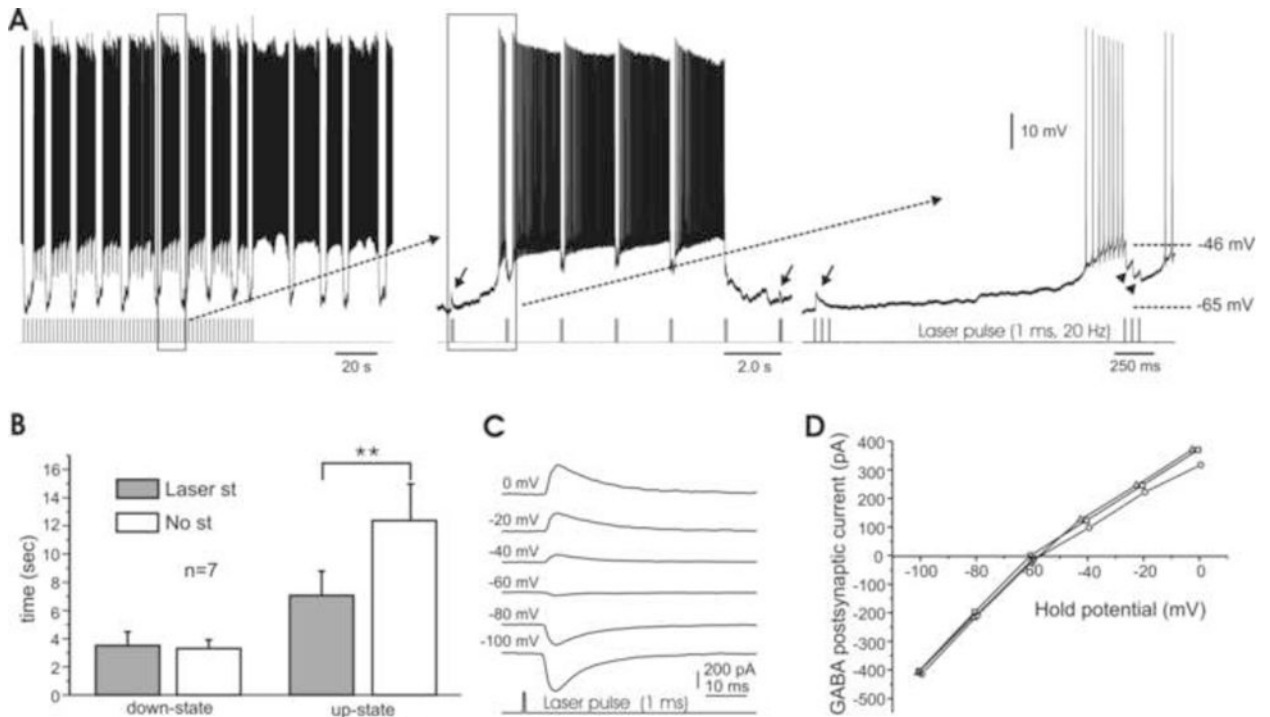 A
10 mV
-46 mV
-65 mV
Laser pulse (1 ms, 20 Hz)
20 s
2.0 s
250 ms
B
16
14
12
10
8
6
4
2
0
time (sec)
Laser st
No st
n=7
**
down-state
up-state
C
0 mV
-20 mV
-40 mV
-60 mV
-80 mV
-100 mV
200 pA
10 ms
Laser pulse (1 ms)
D
GABA postsynaptic current (pA)
400
300
200
100
0
-100
-200
-300
-400
-500
-100
-80
-60
-40
-20
0
Hold potential (mV)